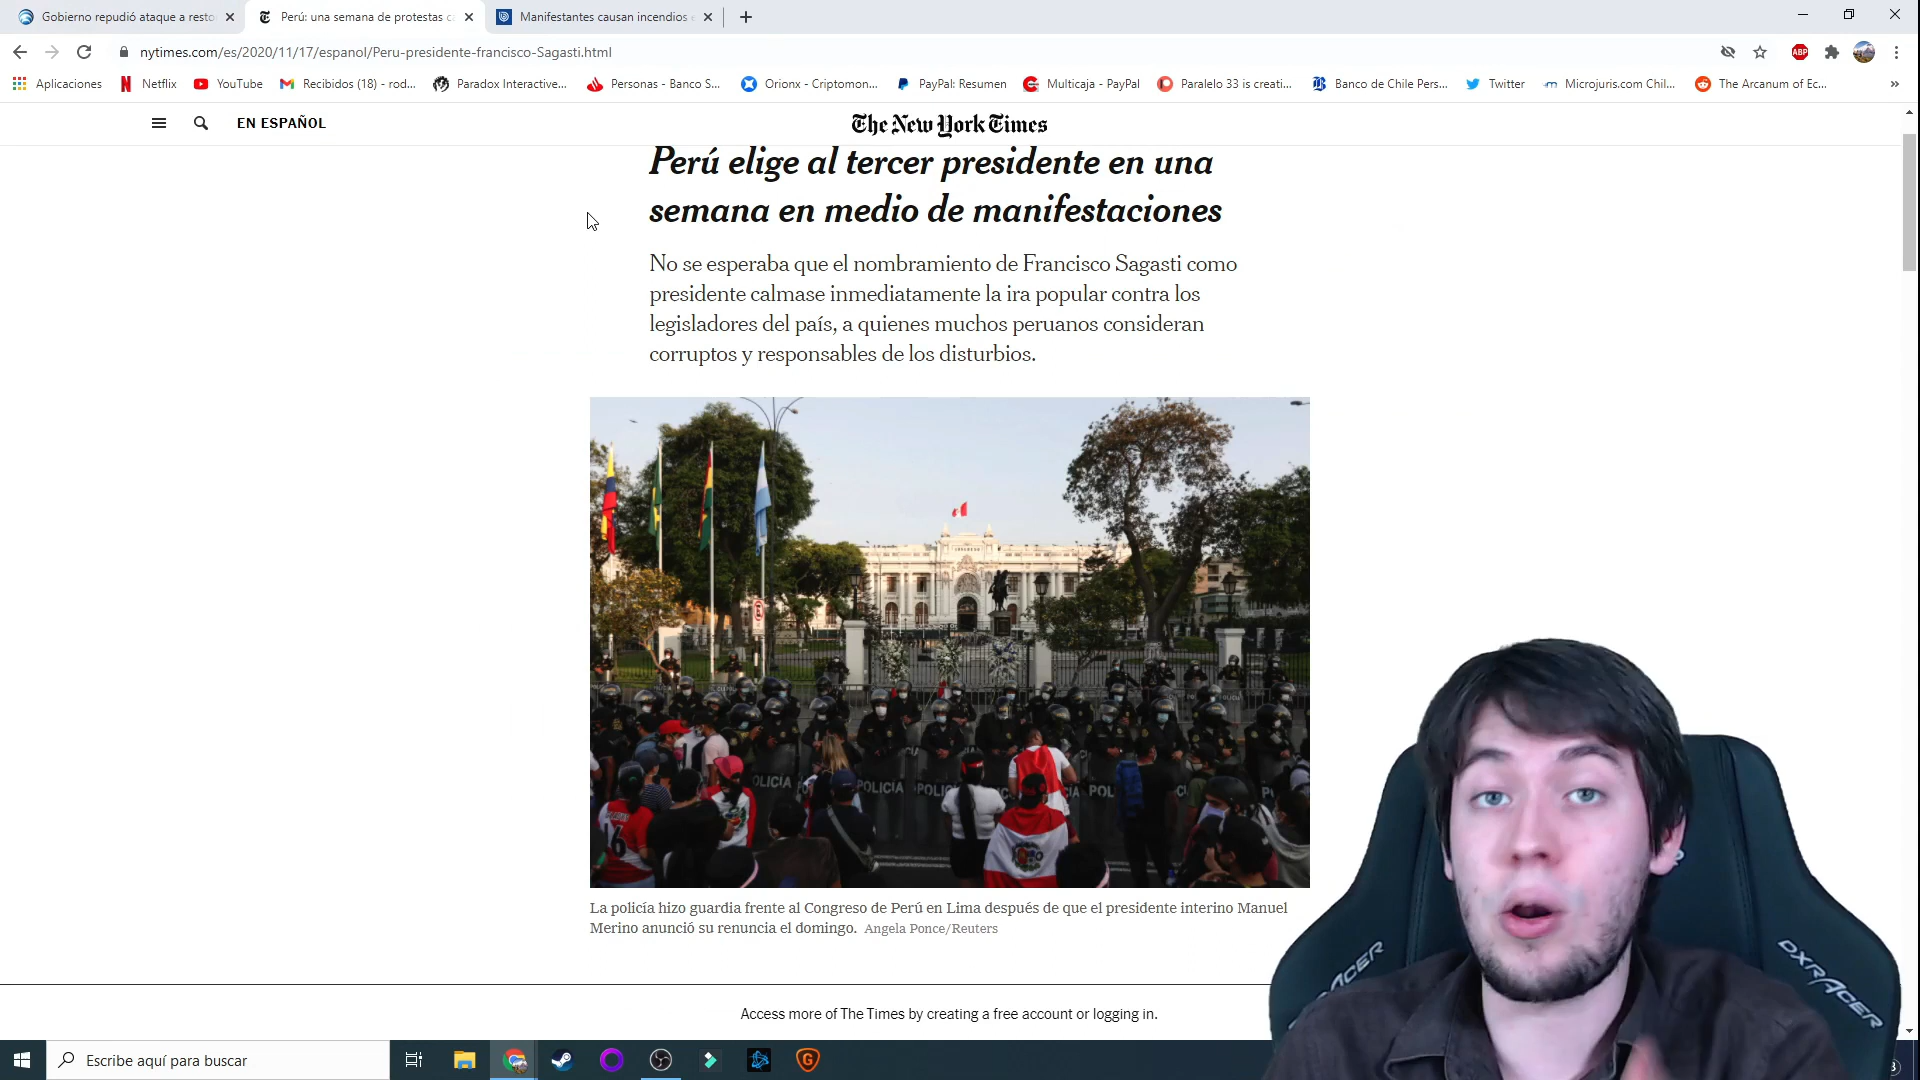 Gobierno repudió ataque a resto
Perú: una semana de protestas c
Manifestantes causan incendios e
nytimes.com/es/2020/11/17/espanol/Peru-presidente-francisco-Sagasti.html
ABP
Aplicaciones
Netflix
YouTube
Recibidos (18) - rod...
Paradox Interactive...
Personas - Banco S...
Orionx - Criptomon...
PayPal: Resumen
Multicaja - PayPal
Paralelo 33 is creati...
Banco de Chile Pers...
Twitter
Microjuris.com Chil...
The Arcanum of Ec...
»
EN ESPAÑOL
The New York Times
Perú elige al tercer presidente en una
semana en medio de manifestaciones
No se esperaba que el nombramiento de Francisco Sagasti como
presidente calmase inmediatamente la ira popular contra los
legisladores del país, a quienes muchos peruanos consideran
corruptos y responsables de los disturbios.
POLICIA
POLICIA
POLIC
POL
La policía hizo guardia frente al Congreso de Perú en Lima después de que el presidente interino Manuel
Merino anunció su renuncia el domingo. Angela Ponce/Reuters
DXRACER
Access more of The Times by creating a free account or logging in.
Escribe aquí para buscar